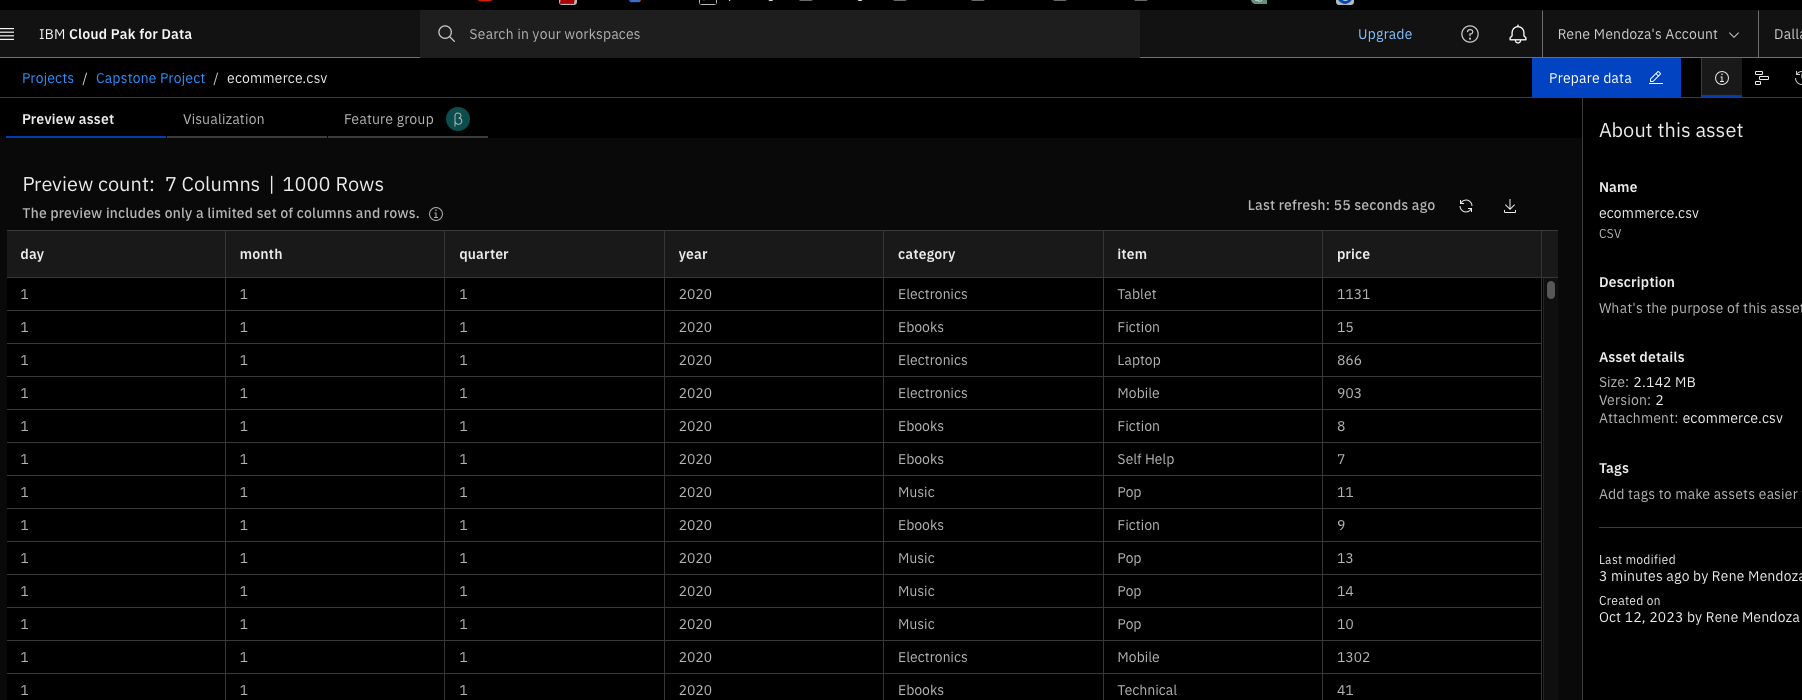 IBM Cloud Pak for Data
Search in your workspaces
Upgrade
Rene Mendoza's Account
Projects / Capstone Project / ecommerce.csv
Prepare data
Preview asset
Visualization
Feature group β
Preview count: 7 Columns | 1000 Rows
The preview includes only a limited set of columns and rows.
Last refresh: 55 seconds ago
day month quarter year category item price
1 1 1 2020 Electronics Tablet 1131
1 1 1 2020 Ebooks Fiction 15
1 1 1 2020 Electronics Laptop 866
1 1 1 2020 Electronics Mobile 903
1 1 1 2020 Ebooks Fiction 8
1 1 1 2020 Ebooks Self Help 7
1 1 1 2020 Music Pop 11
1 1 1 2020 Ebooks Fiction 9
1 1 1 2020 Music Pop 13
1 1 1 2020 Music Pop 14
1 1 1 2020 Music Pop 10
1 1 1 2020 Electronics Mobile 1302
1 1 1 2020 Ebooks Technical 41
About this asset
Name
ecommerce.csv
CSV
Description
What's the purpose of this asset
Asset details
Size: 2.142 MB
Version: 2
Attachment: ecommerce.csv
Tags
Add tags to make assets easier
Last modified
3 minutes ago by Rene Mendoza
Created on
Oct 12, 2023 by Rene Mendoza